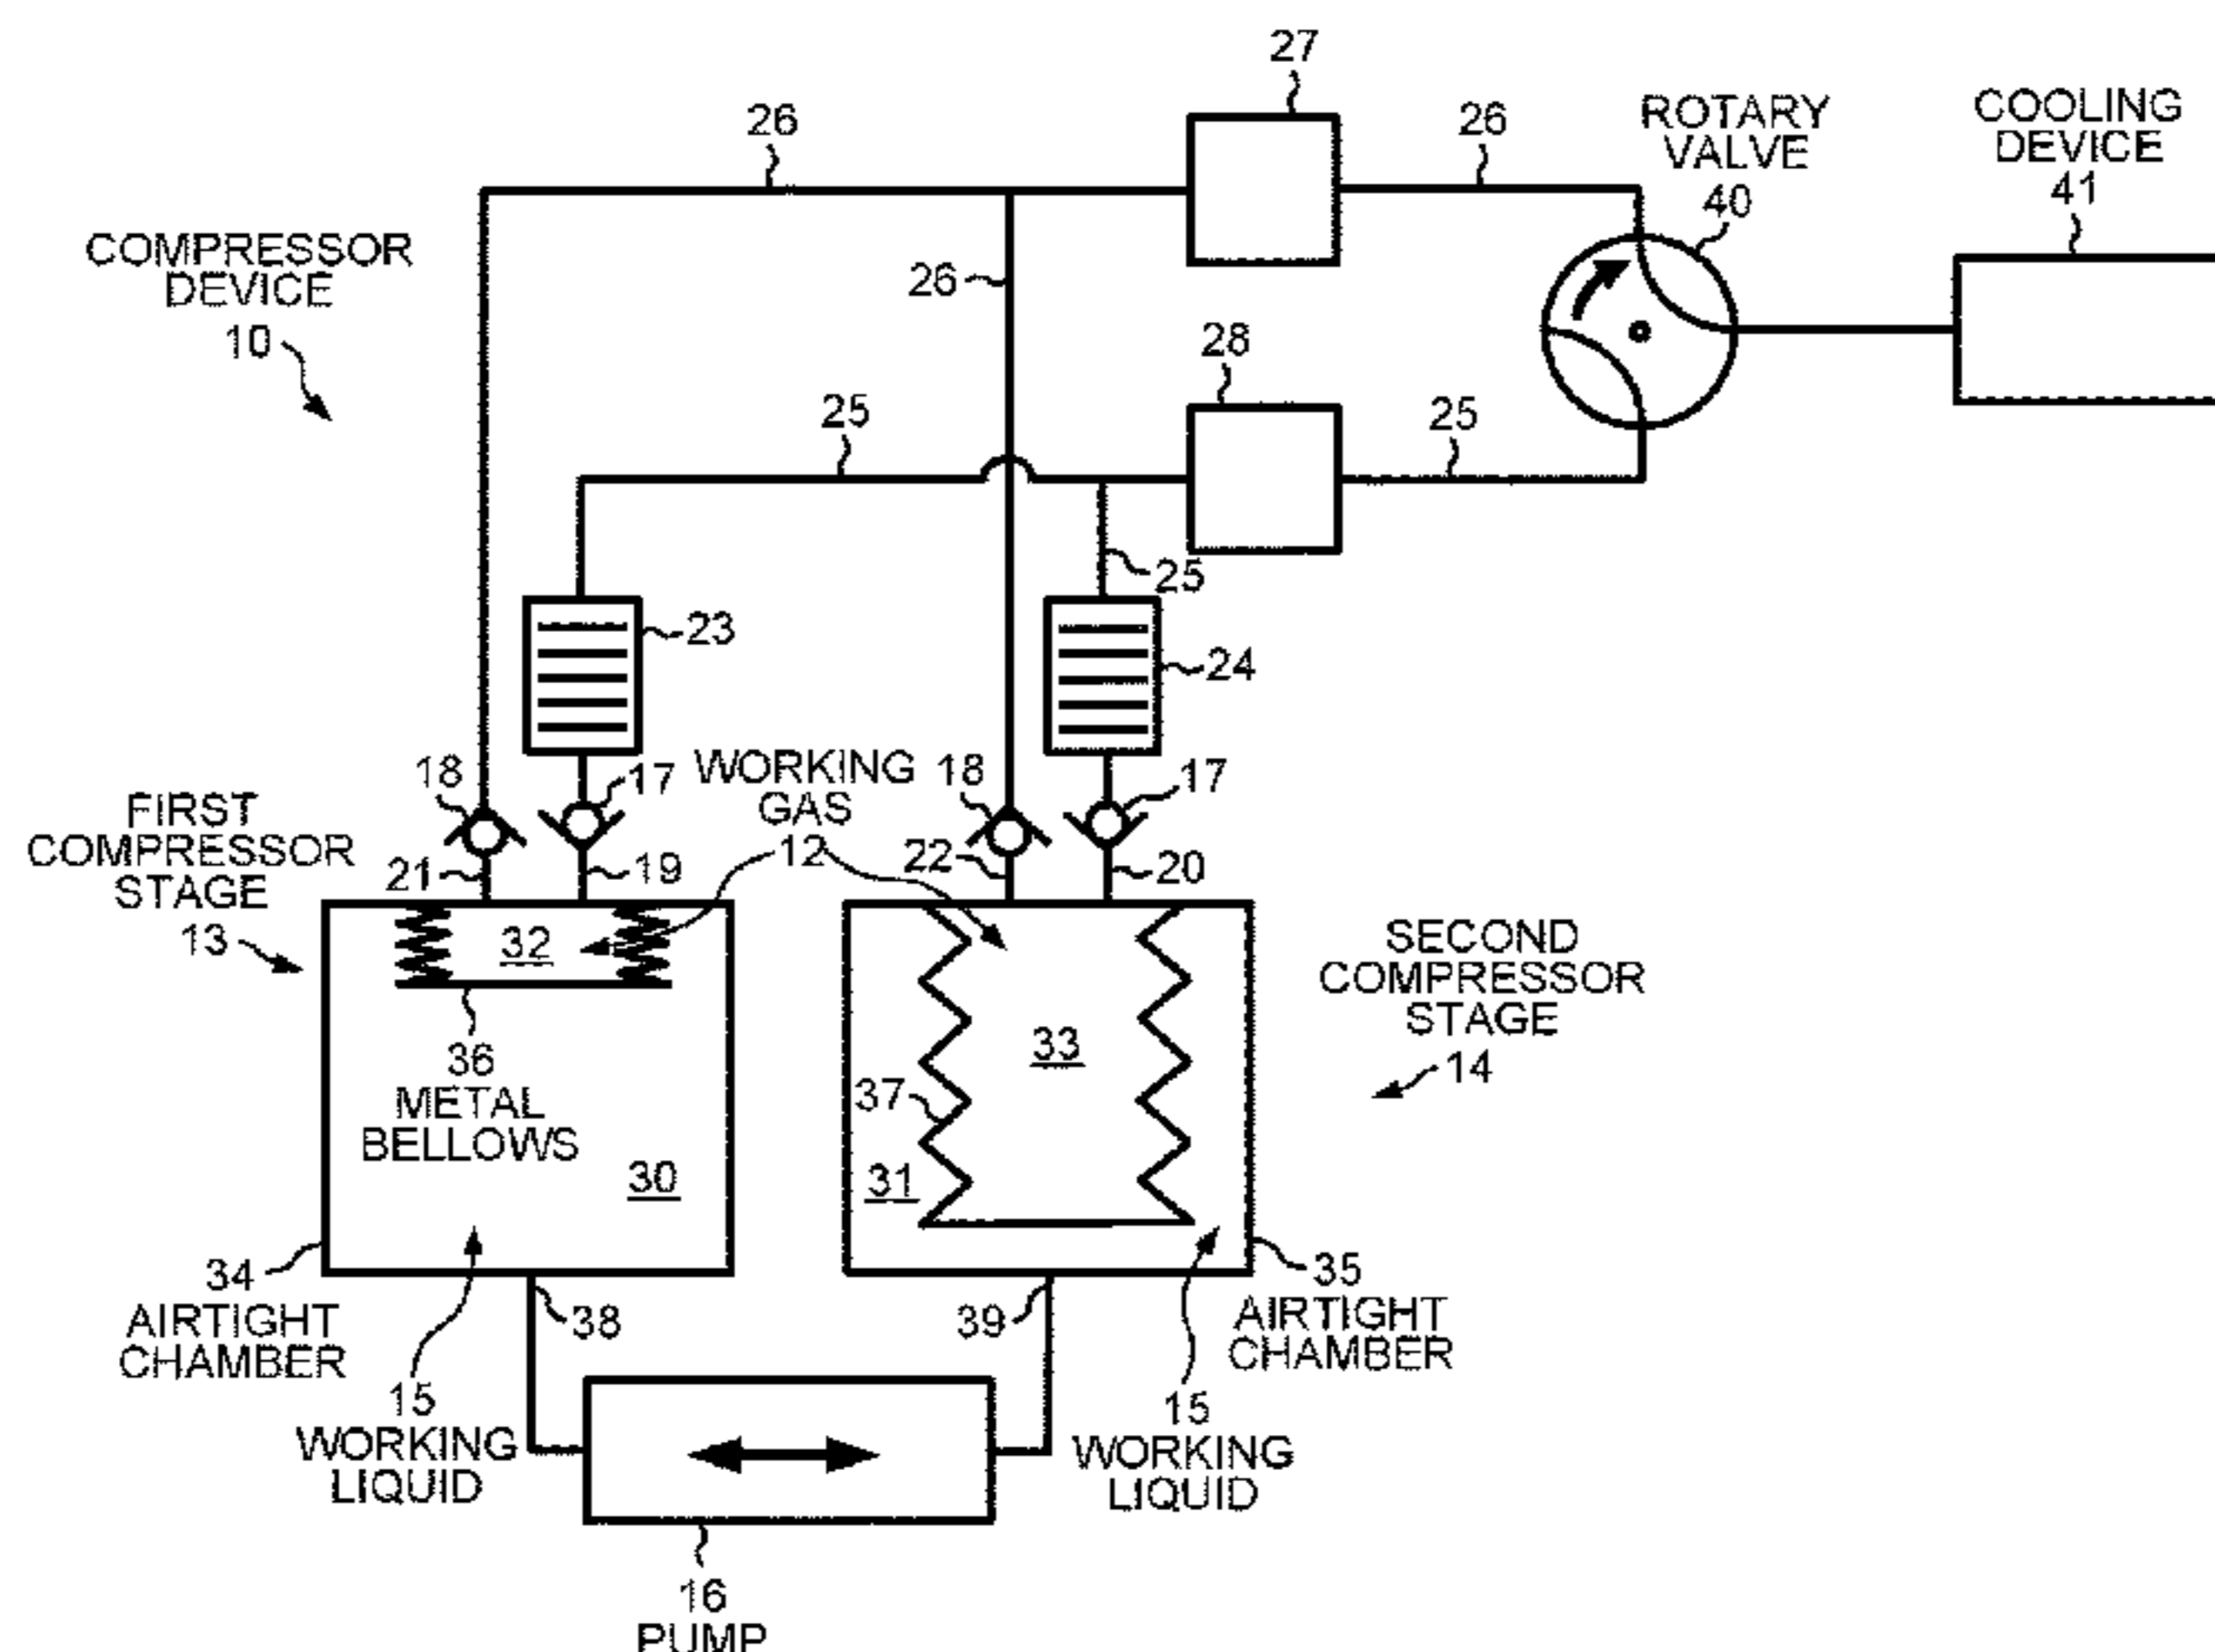 27
26
26
ROTARY
VALVE
40
COOLING
DEVICE
41
COMPRESSOR
DEVICE
10
26
28
25
25
25
23
24
18
17
WORKING
GAS
12
18
17
FIRST
COMPRESSOR
STAGE
13
21
19
22
20
32
SECOND
COMPRESSOR
STAGE
14
36
METAL
BELLOWS
33
37
30
31
34
AIRTIGHT
CHAMBER
38
39
35
AIRTIGHT
CHAMBER
15
WORKING
LIQUID
15
WORKING
LIQUID
16
PUMP